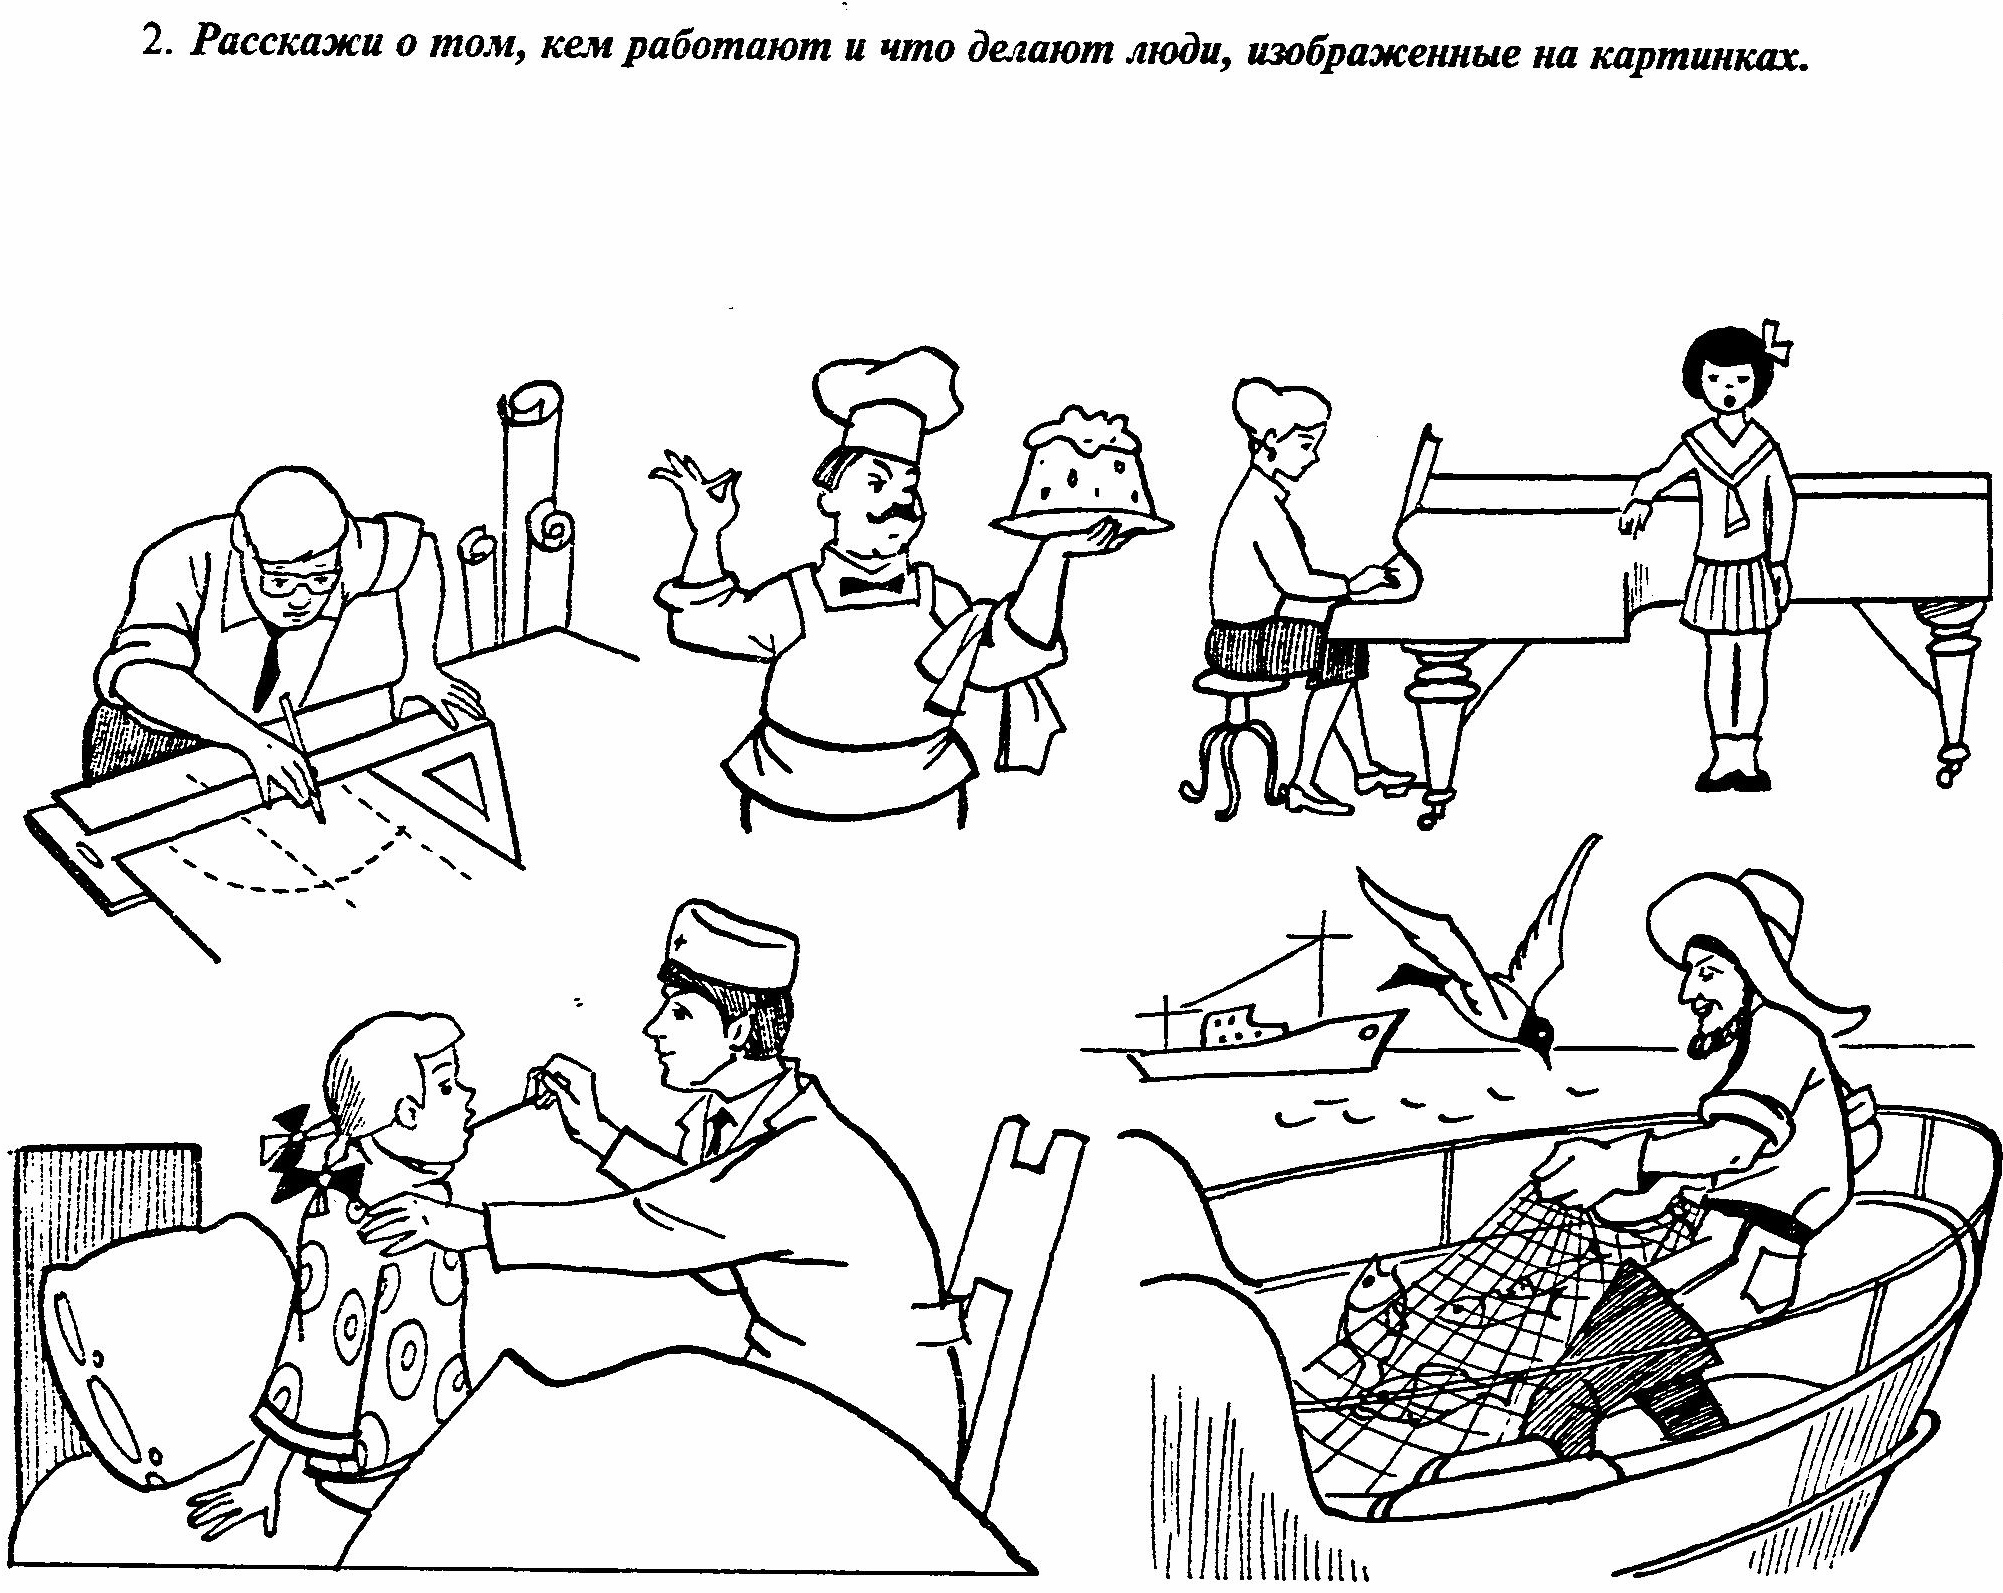 2. Расскажи о том, кем работают и что делают люди, изображенные на картинках.